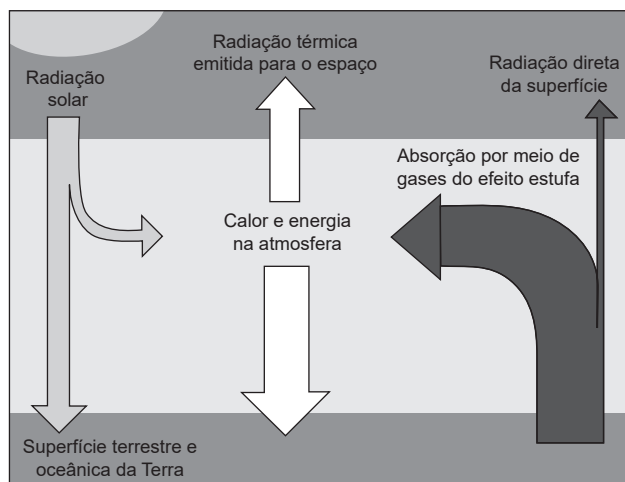 Radiação
solar
Radiação térmica
emitida para o espaço
Radiação direta
da superfície
Absorção por meio de
gases do efeito estufa
Calor e energia
na atmosfera
Superfície terrestre e
oceânica da Terra